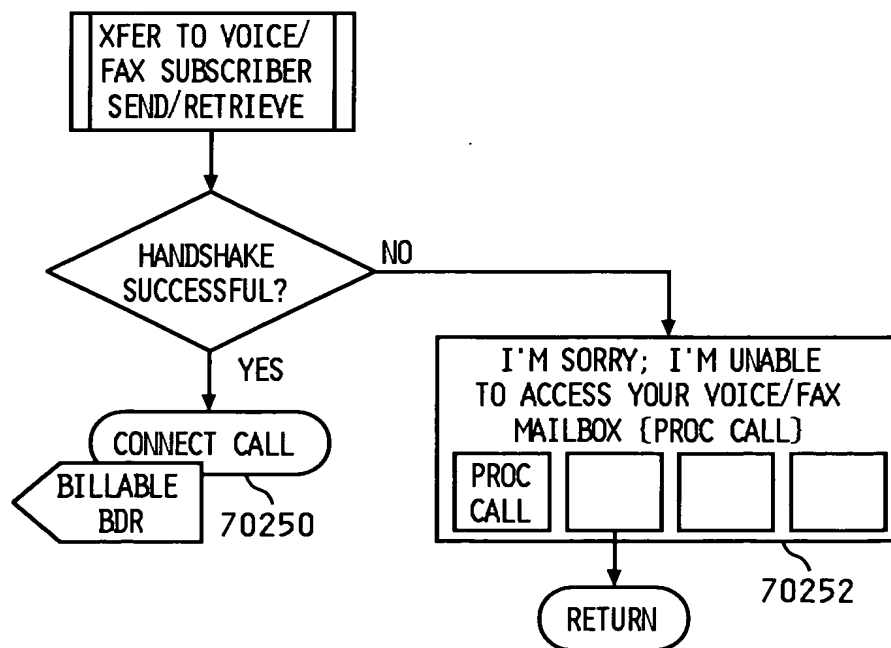 XFER TO VOICE/
FAX SUBSCRIBER
SEND/RETRIEVE
HANDSHAKE
SUCCESSFUL?
NO
YES
CONNECT CALL
BILLABLE
BDR
70250
I'M SORY; I'M UNABLE
TO ACCESS YOUR VOICE/FAX
MAILBOX {PROC CALL}
PROC
CALL
70252
RETURN